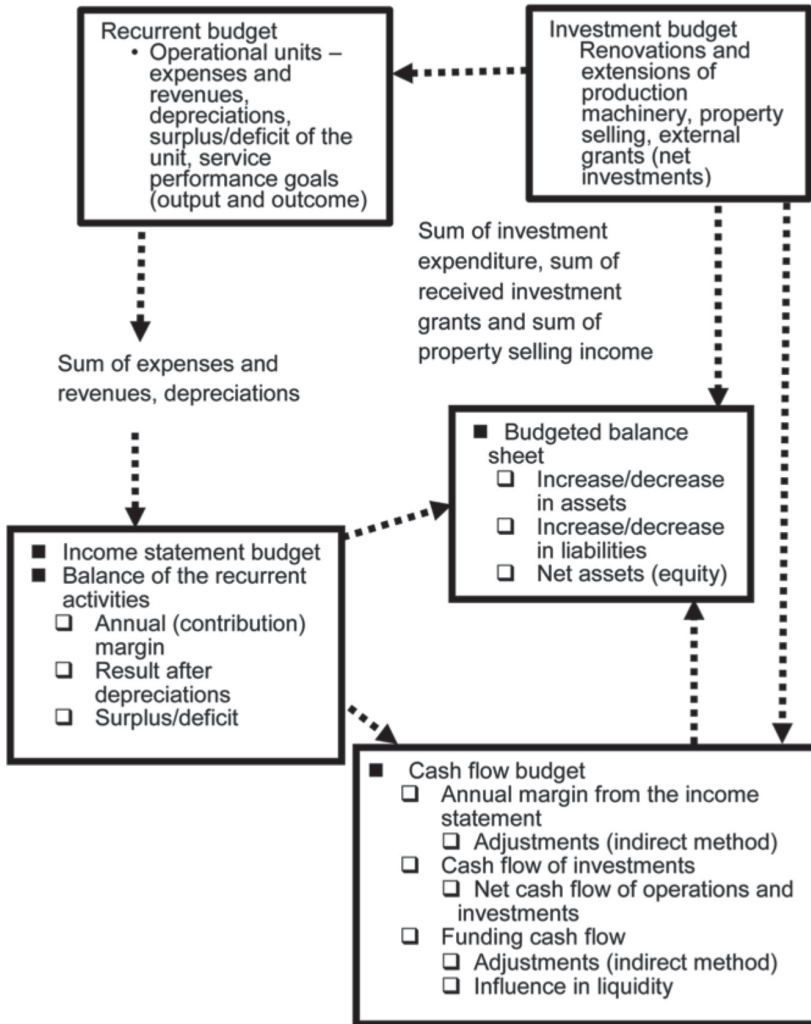 Recurrent budget
• Operational units –
expenses and
revenues,
depreciations,
surplus/deficit of the
unit, service
performance goals
(output and outcome)
Investment budget
Renovations and
extensions of
production
machinery, property
selling, external
grants (net
investments)
Sum of investment
expenditure, sum of
received investment
grants and sum of
property selling income
Sum of expenses and
revenues, depreciations
■ Budgeted balance
sheet
❑ Increase/decrease
in assets
❑ Increase/decrease
in liabilities
❑ Net assets (equity)
■ Income statement budget
■ Balance of the recurrent
activities
❑ Annual (contribution)
margin
❑ Result after
depreciations
❑ Surplus/deficit
■ Cash flow budget
❑ Annual margin from the income
statement
❑ Adjustments (indirect method)
❑ Cash flow of investments
❑ Net cash flow of operations and
investments
❑ Funding cash flow
❑ Adjustments (indirect method)
❑ Influence in liquidity